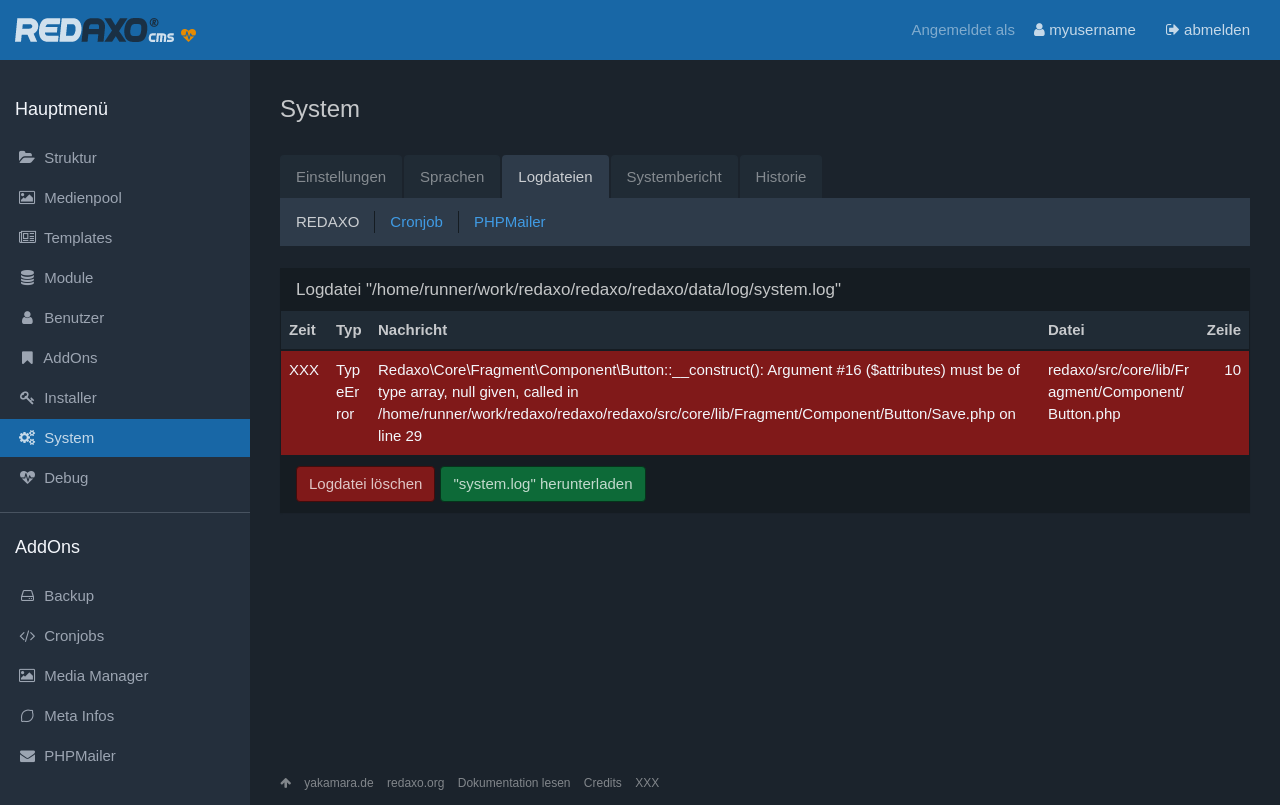 REDAXO® cms
Angemeldet als myusername abmelden
Hauptmenü
Struktur
Medienpool
Templates
Module
Benutzer
AddOns
Installer
System
Debug
AddOns
Backup
Cronjobs
Media Manager
Meta Infos
PHPMailer
System
Einstellungen Sprachen Logdateien Systembericht Historie
REDAXO Cronjob PHPMailer
Logdatei "/home/runner/work/redaxo/redaxo/redaxo/data/log/system.log"
Zeit Typ Nachricht Datei Zeile
XXX Typ Redaxo\Core\Fragment\Component\Button::__construct(): Argument #16 ($attributes) must be of redaxo/src/core/lib/Fr 10
eEr type array, null given, called in agment/Component/
ror /home/runner/work/redaxo/redaxo/redaxo/src/core/lib/Fragment/Component/Button/Save.php on Button.php
line 29
Logdatei löschen "system.log" herunterladen
yakamara.de redaxo.org Dokumentation lesen Credits XXX